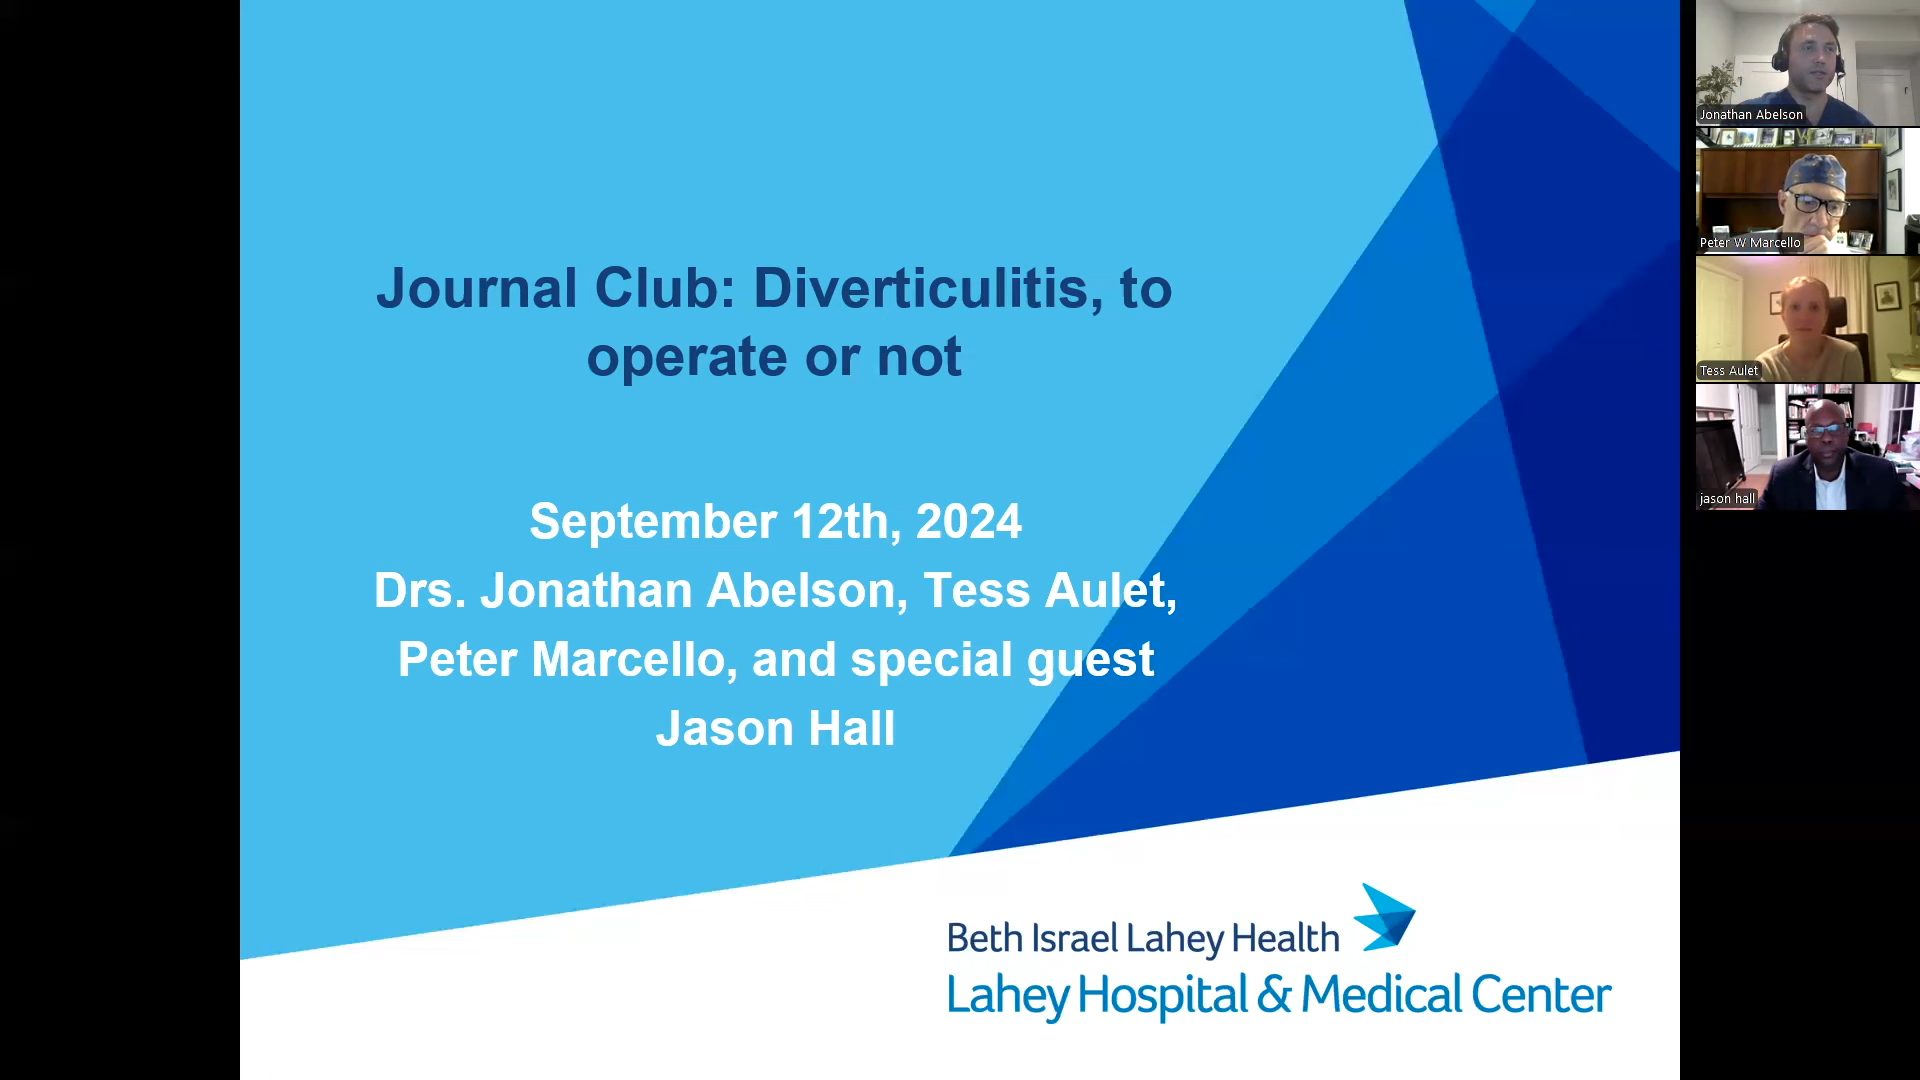 Journal Club: Diverticulitis, to
operate or not
September 12th, 2024
Drs. Jonathan Abelson, Tess Aulet,
Peter Marcello, and special guest
Jason Hall
Beth Israel Lahey Health
Lahey Hospital & Medical Center
Jonathan Abelson
Peter W Marcello
Tess Aulet
jason hall